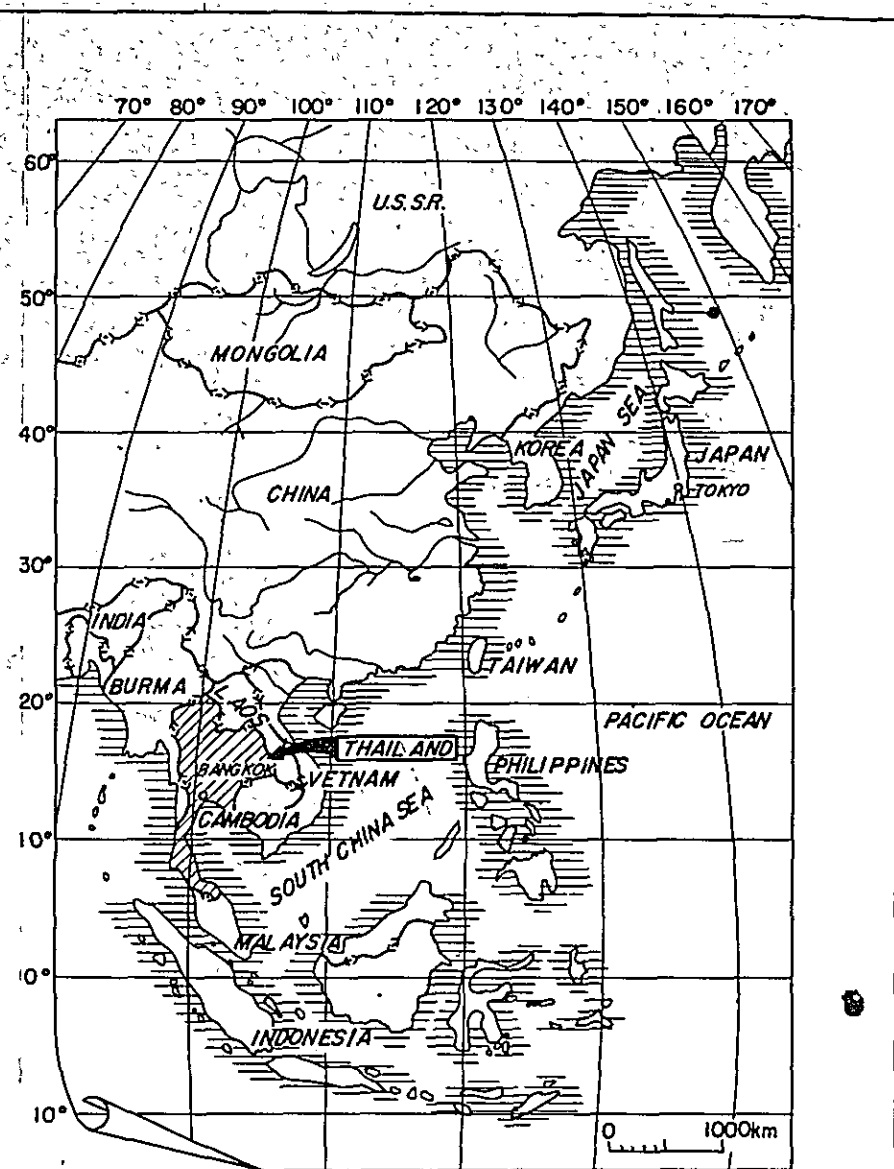 70° 80° 90° 100° 110° 120° 130° 140° 150° 160° 170°
60°
U.S.S.R.
50°
MONGOLIA
40°
KOREA
JAPAN SEA
JAPAN
TOKYO
CHINA
30°
INDIA
TAIWAN
BURMA
20°
LAOS
PACIFIC OCEAN
THAILAND
BANGKOK
VETNAM
PHILIPPINES
CAMBODIA
10°
SOUTH CHINA SEA
MALAYSIA
10°
INDONESIA
10°
0 1000km